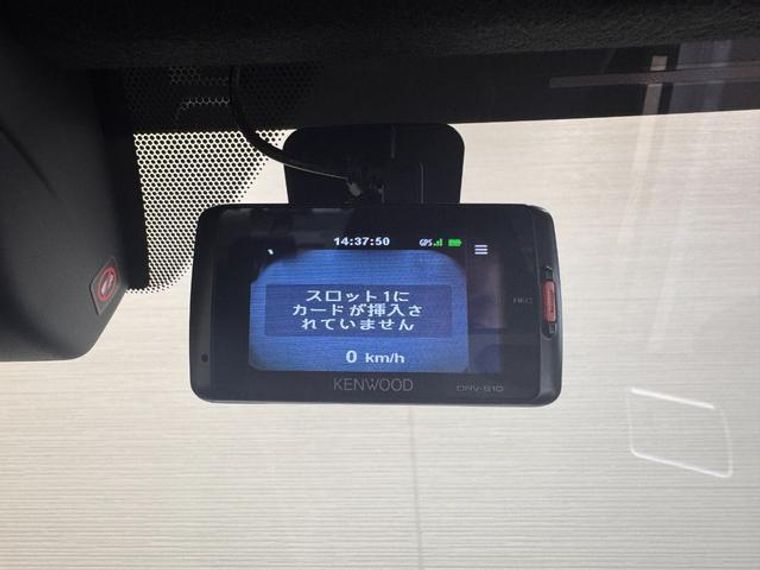 14:37:50 GPS
スロット1に
カードが挿入さ
れていません
0 km/h
REC
KENWOOD
DRV-610